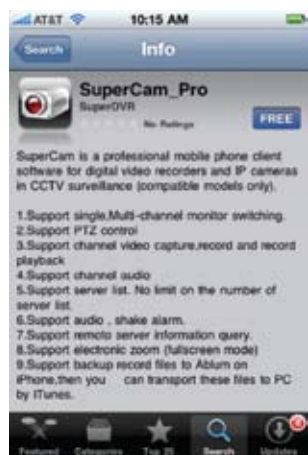 AT&T 10:15 AM
Search Info
SuperCam_Pro
SuperDVR
No Ratings
FREE
SuperCam is a professional mobile phone client
software for digital video recorders and IP cameras
in CCTV surveillance (compatible models only).
1.Support single,Multi-channel monitor switching.
2.Support PTZ control
3.Support channel video capture,record and record
playback
4.Support channel audio
5.Support server list. No limit on the number of
server list.
6.Support audio , shake alarm.
7.Support remote server information query.
8.Support electronic zoom (fullscreen mode)
9.Support backup record files to Ablum on
iPhone,then you can transport these files to PC
by ITunes.
Featured Categories Top 25 Search Updates